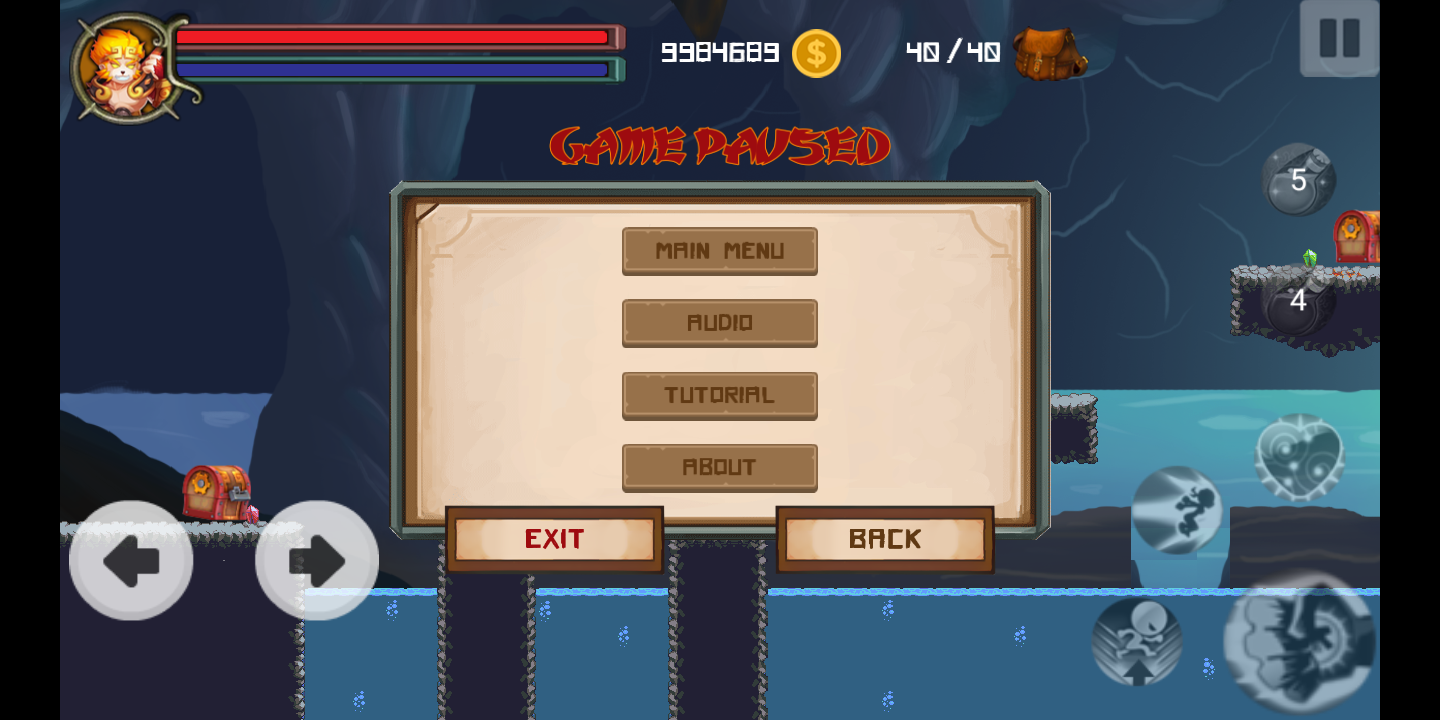 9984689 $ 40/40
GAME PAUSED
5
MAIN MENU
4
AUDIO
TUTORIAL
ABOUT
EXIT BACK